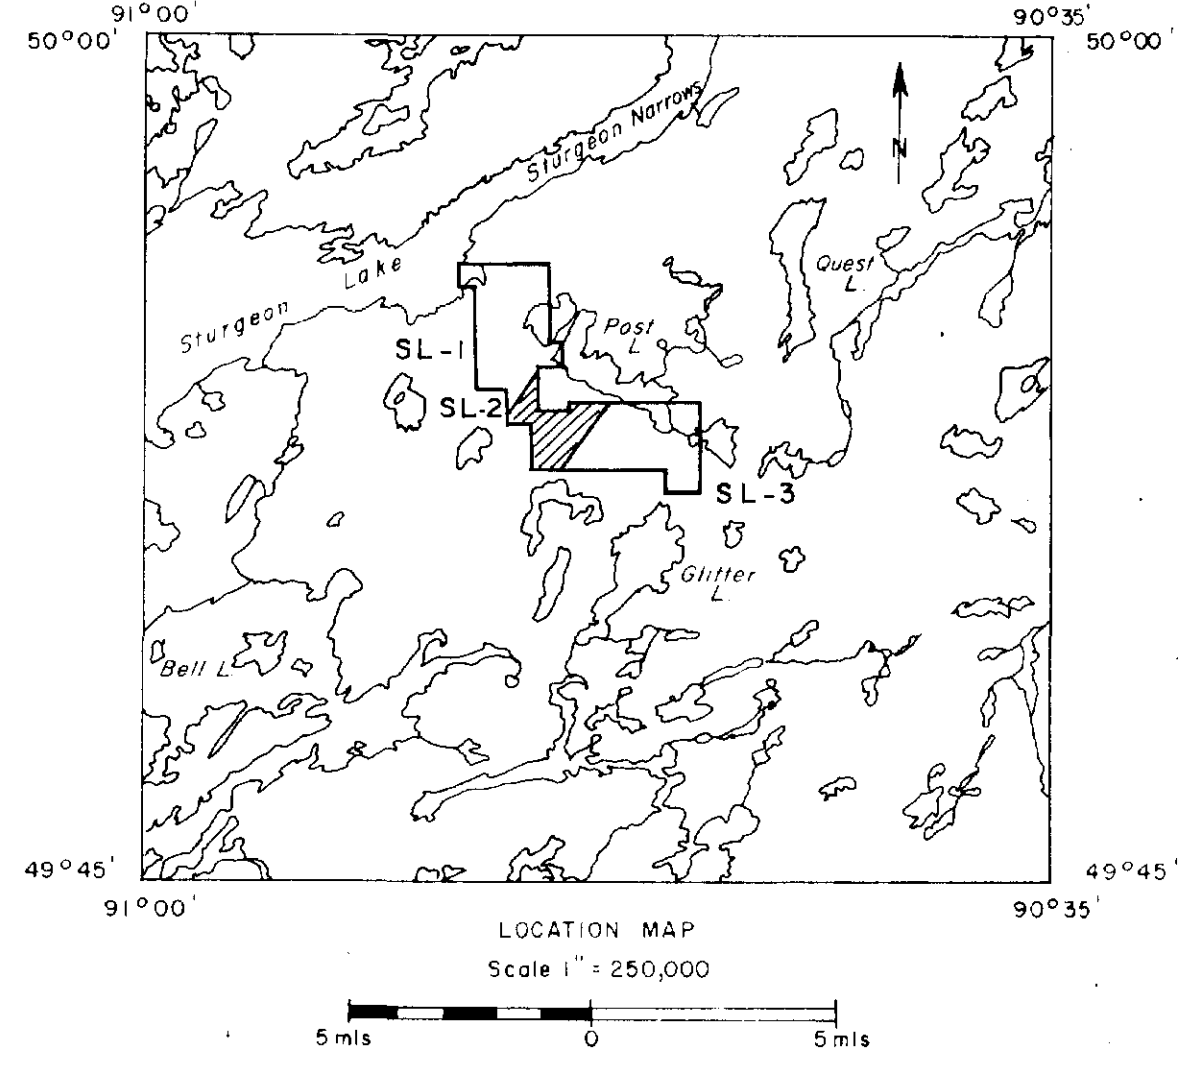 91°00' 90°35'
50°00' 50°00'
N
Sturgeon Narrows
Quest
L.
Sturgeon Lake
Post
L
SL-1
SL-2
SL-3
Glitter
L.
Bell L.
49°45' 49°45'
91°00' 90°35'
LOCATION MAP
Scale 1" = 250,000
5 mls 0 5 mls